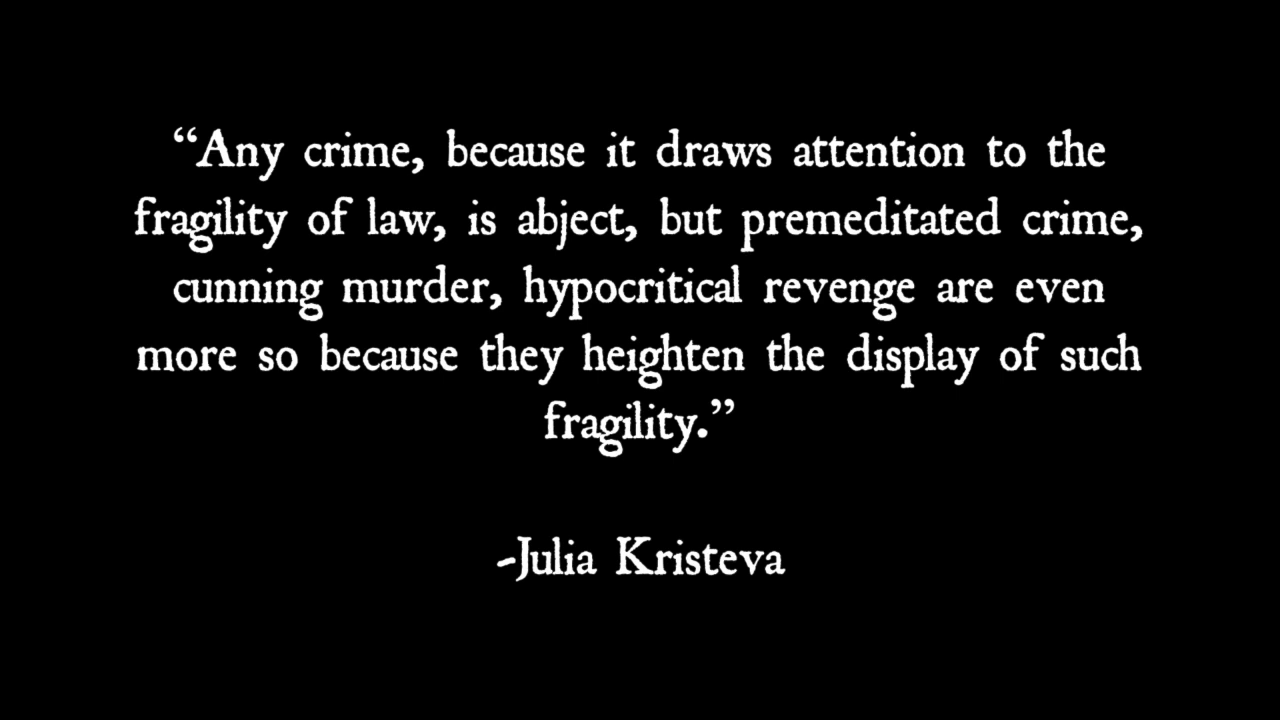 “Any crime, because it draws attention to the
fragility of law, is abject, but premeditated crime,
cunning murder, hypocritical revenge are even
more so because they heighten the display of such
fragility.”
-Julia Kristeva